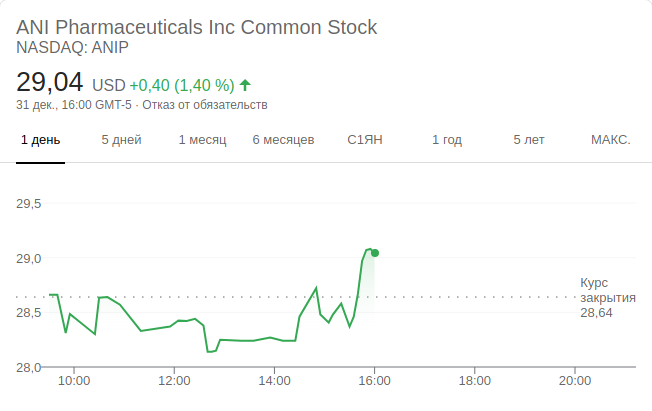 ANI Pharmaceuticals Inc Common Stock
NASDAQ: ANIP
29,04 USD +0,40 (1,40 %)
31 дек., 16:00 GMT-5 · Отказ от обязательств
1 день 5 дней 1 месяц 6 месяцев С1ЯН 1 год 5 лет МАКС.
29,5
29,0
Курс
закрытия
28,64
28,5
28,0
10:00 12:00 14:00 16:00 18:00 20:00